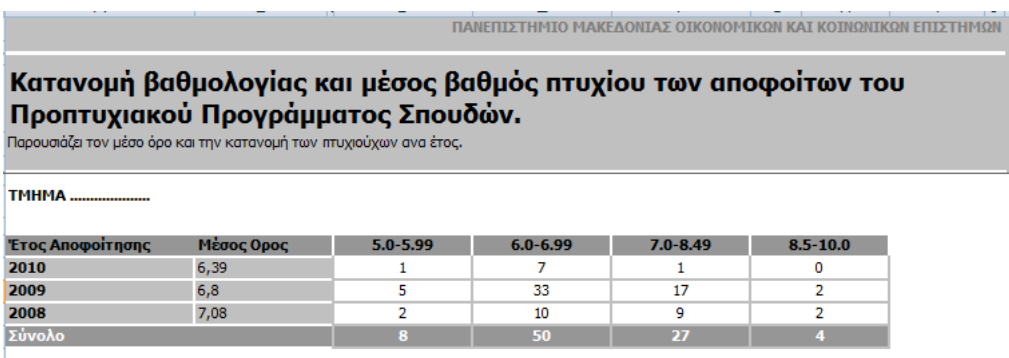 ΠΑΝΕΠΙΣΤΗΜΙΟ ΜΑΚΕΔΟΝΙΑΣ ΟΙΚΟΝΟΜΙΚΩΝ ΚΑΙ ΚΟΙΝΩΝΙΚΩΝ ΕΠΙΣΤΗΜΩΝ
Κατανομή βαθμολογίας και μέσος βαθμός πτυχίου των αποφοίτων του
Προπτυχιακού Προγράμματος Σπουδών.
Παρουσιάζει τον μέσο όρο και την κατανομή των πτυχιούχων ανα έτος.
ΤΜΗΜΑ ....................
Έτος Αποφοίτησης Μέσος Ορος 5.0-5.99 6.0-6.99 7.0-8.49 8.5-10.0
2010 6,39 1 7 1 0
2009 6,8 5 33 17 2
2008 7,08 2 10 9 2
Σύνολο 8 50 27 4